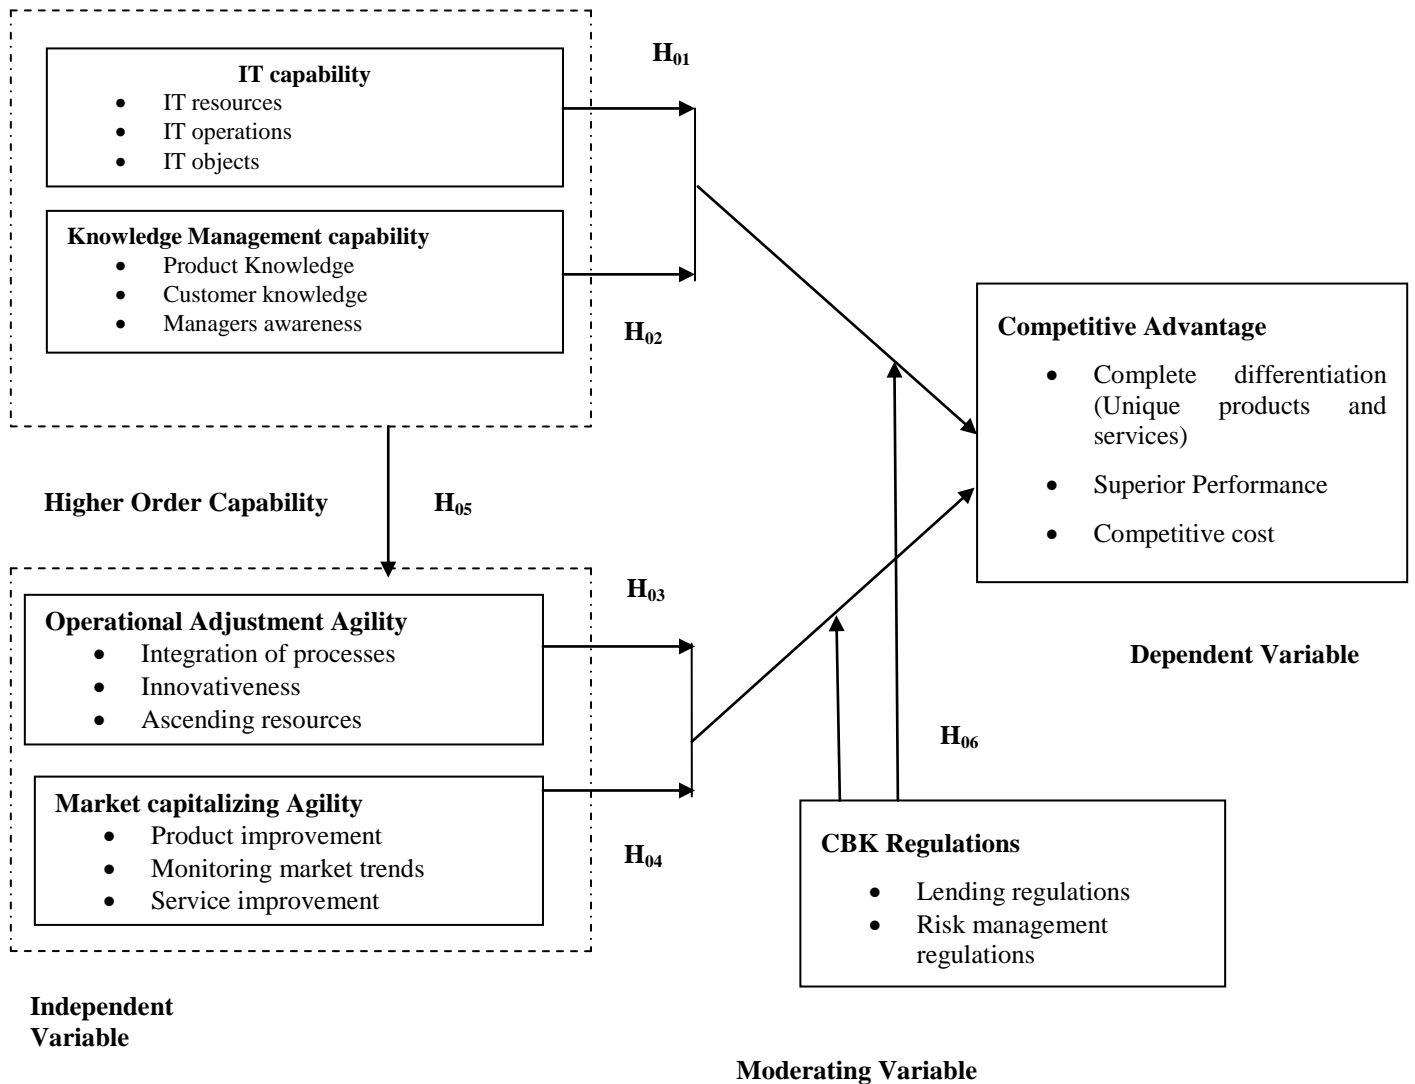 H01
IT capability
• IT resources
• IT operations
• IT objects
Knowledge Management capability
• Product Knowledge
• Customer knowledge
• Managers awareness
H02
Competitive Advantage
• Complete differentiation
(Unique products and
services)
• Superior Performance
• Competitive cost
Higher Order Capability
H05
H03
Operational Adjustment Agility
• Integration of processes
• Innovativeness
• Ascending resources
Dependent Variable
H06
Market capitalizing Agility
• Product improvement
• Monitoring market trends
• Service improvement
H04
CBK Regulations
• Lending regulations
• Risk management
regulations
Independent
Variable
Moderating Variable